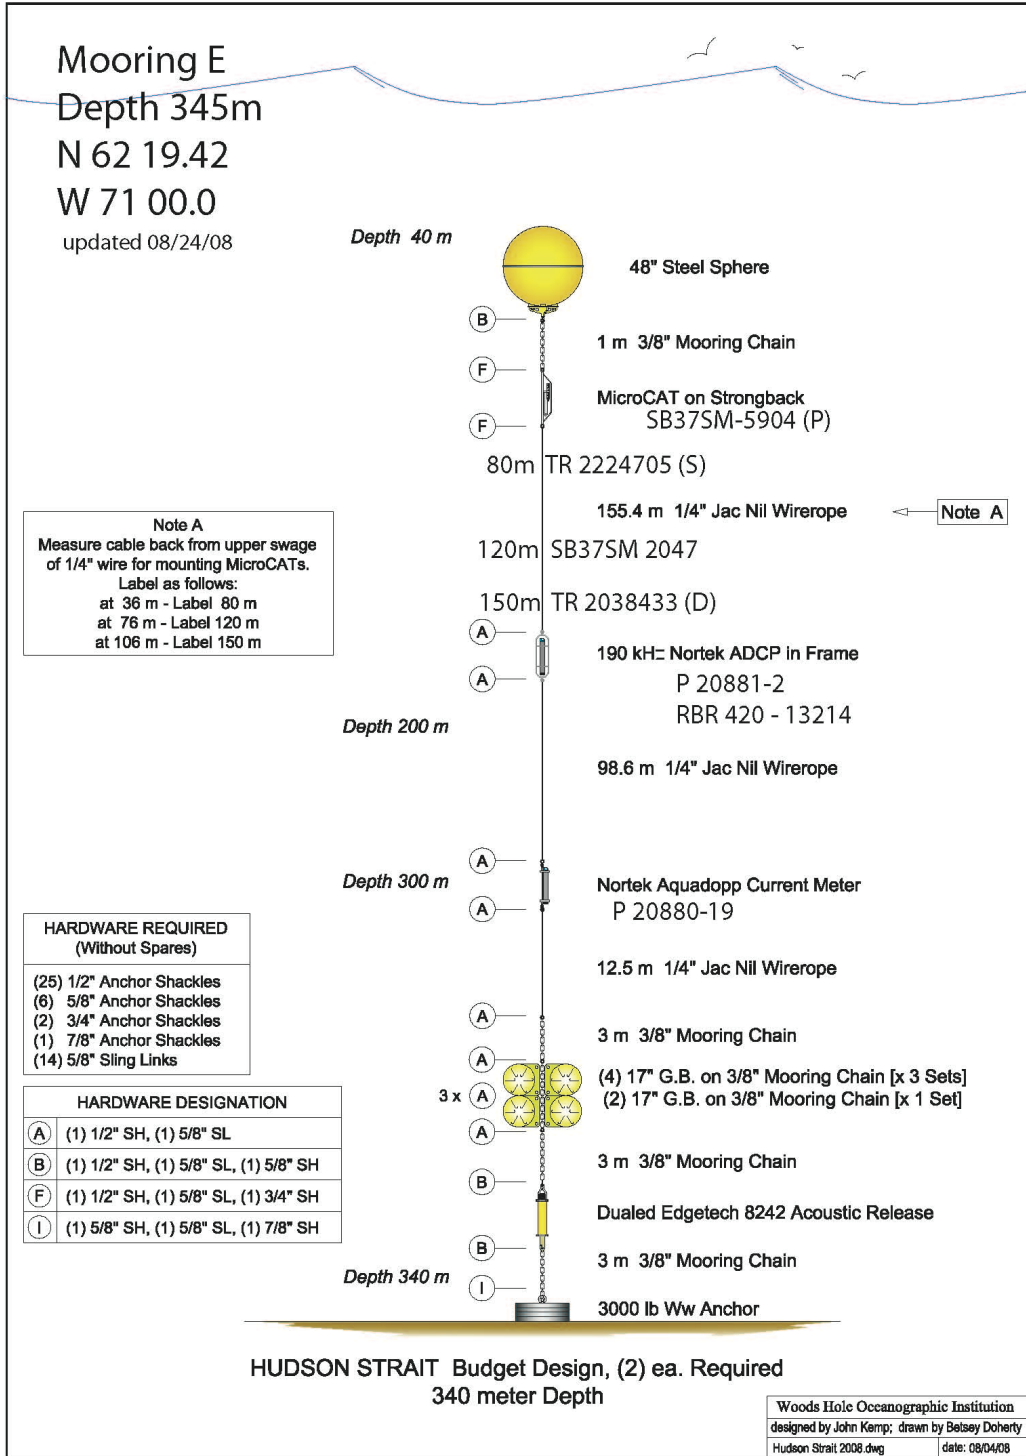 Mooring E
Depth 345m
N 62 19.42
W 71 00.0
updated 08/24/08
Depth 40 m
48" Steel Sphere
B
1 m 3/8" Mooring Chain
F
MicroCAT on Strongback
SB37SM-5904 (P)
F
80m TR 2224705 (S)
155.4 m 1/4" Jac Nil Wirerope
Note A
Note A
Measure cable back from upper swage
of 1/4" wire for mounting MicroCATs.
Label as follows:
at 36 m - Label 80 m
at 76 m - Label 120 m
at 106 m - Label 150 m
120m SB37SM 2047
150m TR 2038433 (D)
A
190 kHz Nortek ADCP in Frame
A
P 20881-2
RBR 420 - 13214
Depth 200 m
98.6 m 1/4" Jac Nil Wirerope
A
Depth 300 m
Nortek Aquadopp Current Meter
A
P 20880-19
12.5 m 1/4" Jac Nil Wirerope
A
3 m 3/8" Mooring Chain
A
(4) 17" G.B. on 3/8" Mooring Chain [x 3 Sets]
3 x A
(2) 17" G.B. on 3/8" Mooring Chain [x 1 Set]
A
3 m 3/8" Mooring Chain
B
Dualed Edgetech 8242 Acoustic Release
B
3 m 3/8" Mooring Chain
Depth 340 m
I
3000 lb Ww Anchor
HARDWARE REQUIRED
(Without Spares)
(25) 1/2" Anchor Shackles
(6) 5/8" Anchor Shackles
(2) 3/4" Anchor Shackles
(1) 7/8" Anchor Shackles
(14) 5/8" Sling Links
HARDWARE DESIGNATION
A (1) 1/2" SH, (1) 5/8" SL
B (1) 1/2" SH, (1) 5/8" SL, (1) 5/8" SH
F (1) 1/2" SH, (1) 5/8" SL, (1) 3/4" SH
I (1) 5/8" SH, (1) 5/8" SL, (1) 7/8" SH
HUDSON STRAIT Budget Design, (2) ea. Required
340 meter Depth
Woods Hole Oceanographic Institution
designed by John Kemp; drawn by Betsey Doherty
Hudson Strait 2008.dwg date: 08/04/08